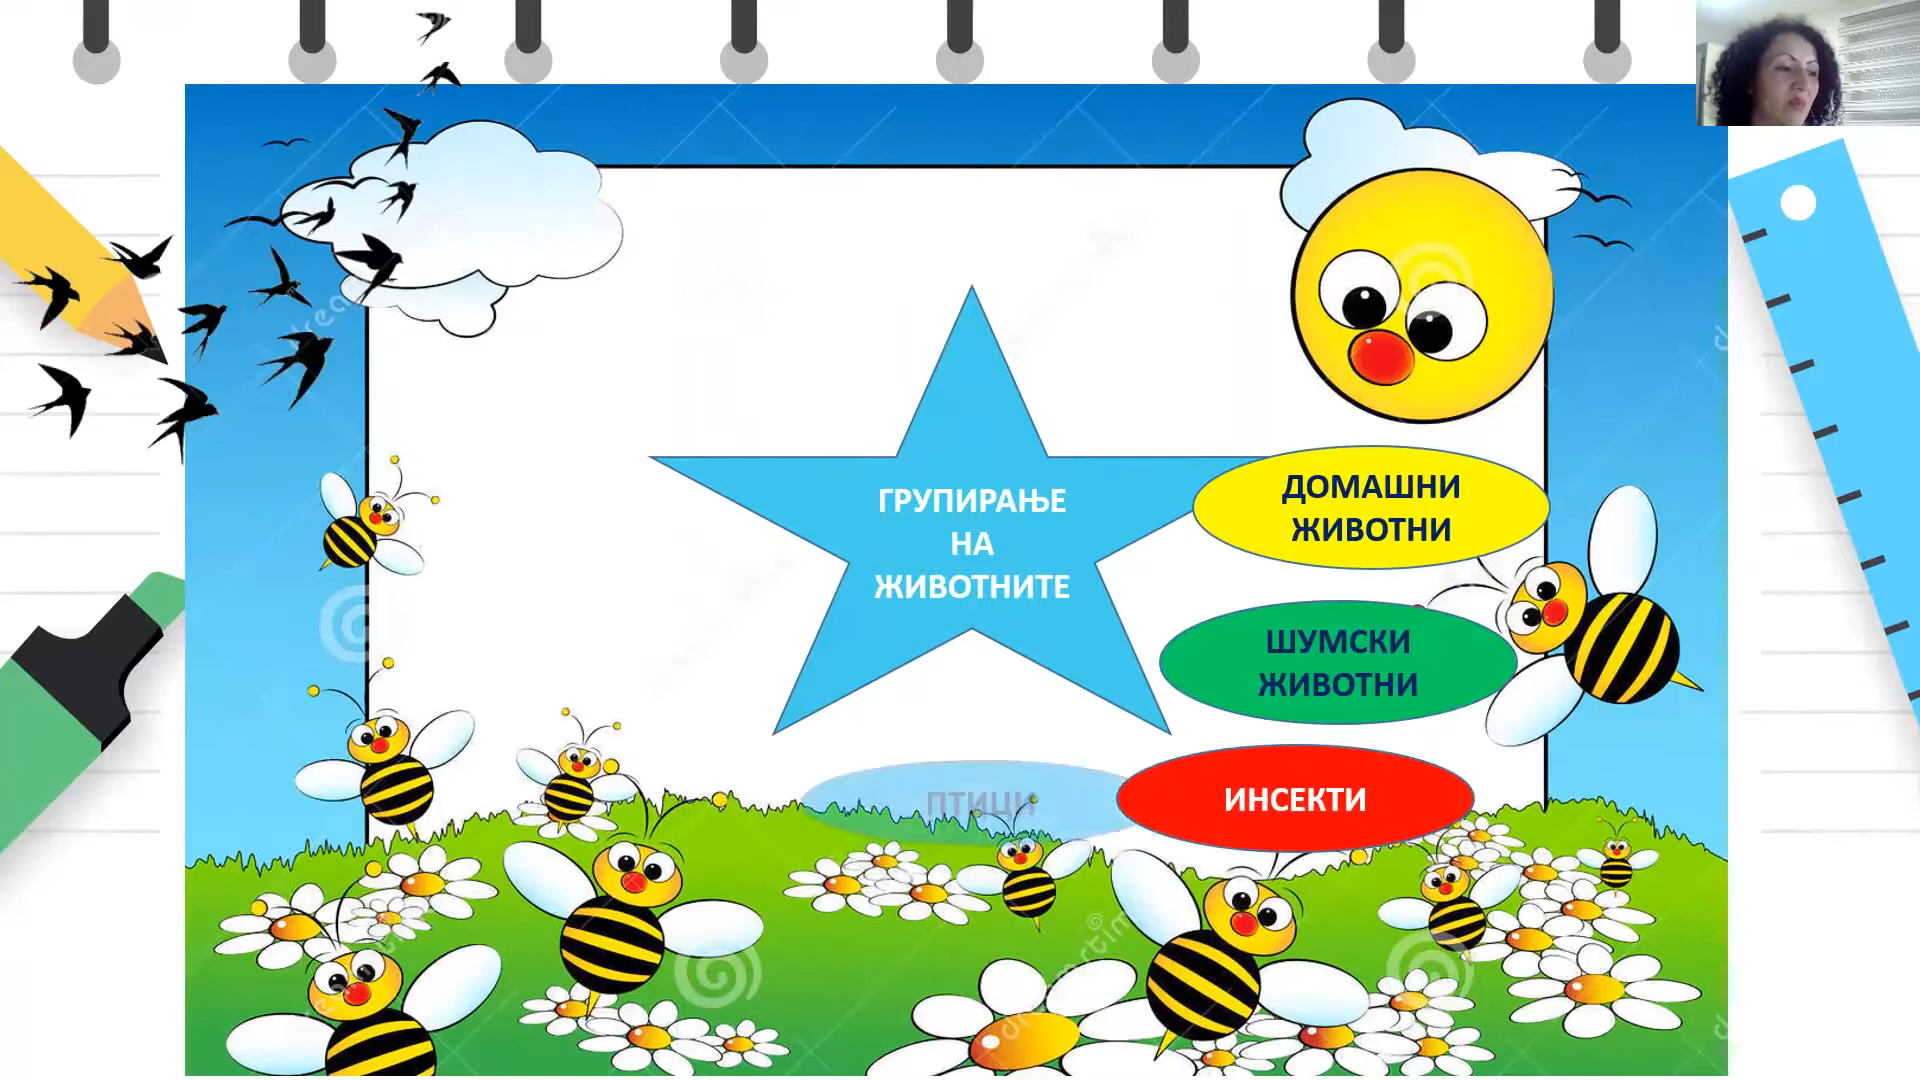 ГРУПИРАЊЕ
НА
ЖИВОТНИТЕ
ДОМАШНИ
ЖИВОТНИ
ШУМСКИ
ЖИВОТНИ
ИНСЕКТИ
ПТИЦИ